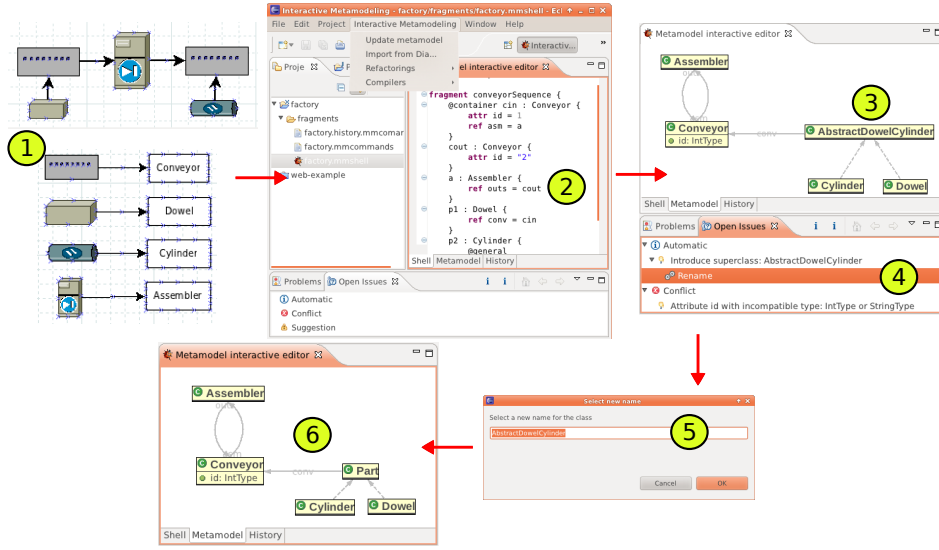 1
Conveyor
Dowel
Cylinder
Assembler
Interactive Metamodeling - factory/fragments/factory.mmshell - Ecl
File Edit Project Interactive Metamodeling Window Help
Update metamodel
Import from Dia...
Refactorings
Compilers
Interactiv...
»
Proje
el interactive editor
factory
fragments
factory.history.mmcomar
factory.mmcommands
factory.mmshell
web-example
fragment conveyorSequence {
@container cin : Conveyor {
attr id = 1
ref asm = a
}
cout : Conveyor {
attr id = "2"
}
a : Assembler {
ref outs = cout
}
p1 : Dowel {
ref conv = cin
}
p2 : Cylinder {
@general
2
Shell Metamodel History
Problems Open Issues
Automatic
Conflict
Suggestion
Metamodel interactive editor
Assembler
outs
Conveyor
id: IntType
conv
AbstractDowelCylinder
Cylinder
Dowel
3
Shell Metamodel History
Problems Open Issues
Automatic
Introduce superclass: AbstractDowelCylinder
Rename
4
Conflict
Attribute id with incompatible type: IntType or StringType
Select new name
Select a new name for the class
AbstractDowelCylinder
5
Cancel OK
Metamodel interactive editor
Assembler
outs
6
Conveyor
id: IntType
conv
Part
Cylinder
Dowel
Shell Metamodel History